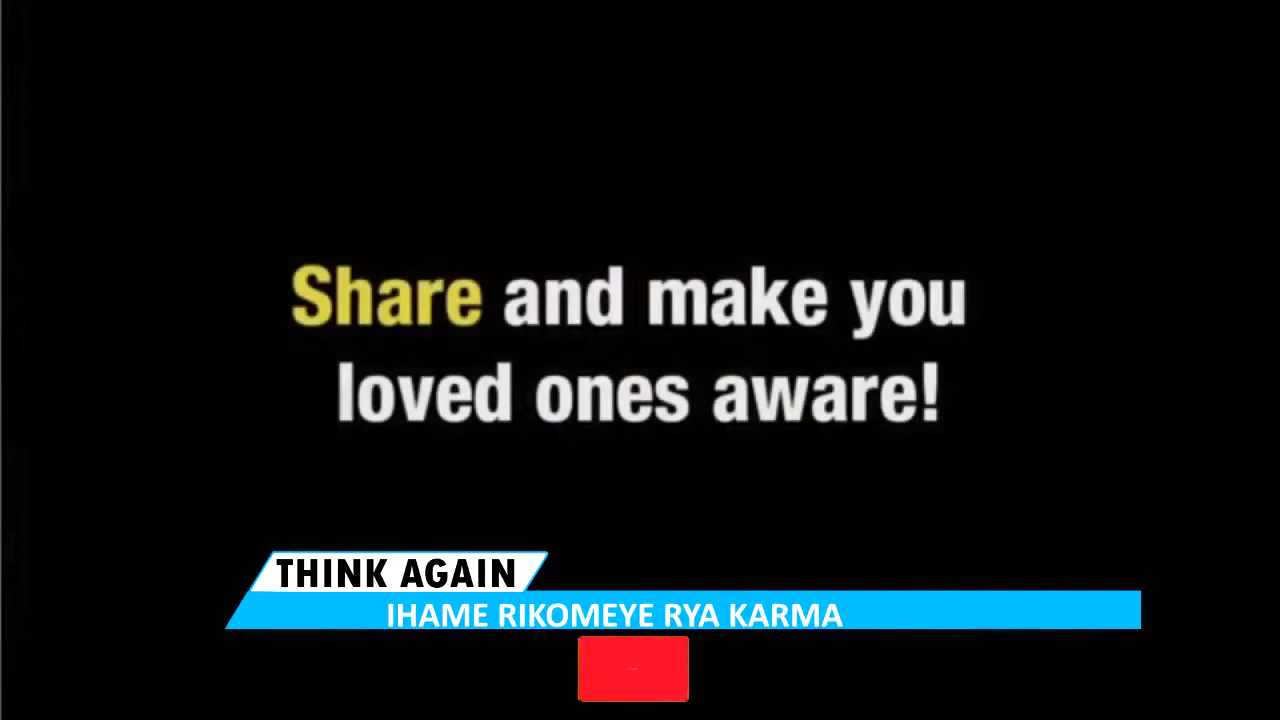 Share and make you
loved ones aware!
THINK AGAIN
IHAME RIKOMEYE RYA KARMA